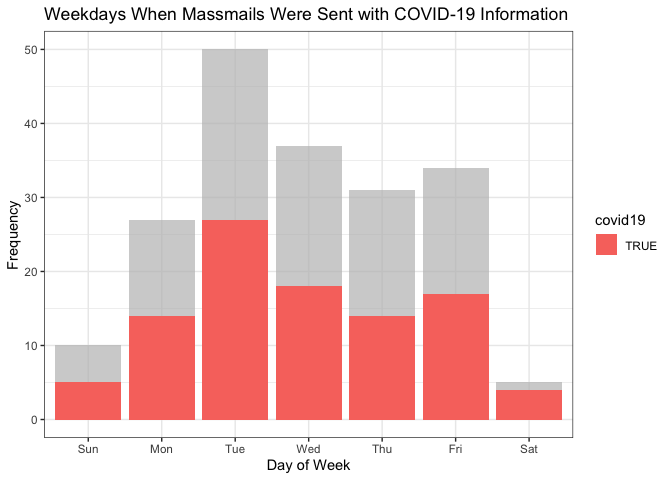 Weekdays When Massmails Were Sent with COVID-19 Information
50
40
30
20
10
0
Frequency
Sun Mon Tue Wed Thu Fri Sat
Day of Week
covid19
TRUE